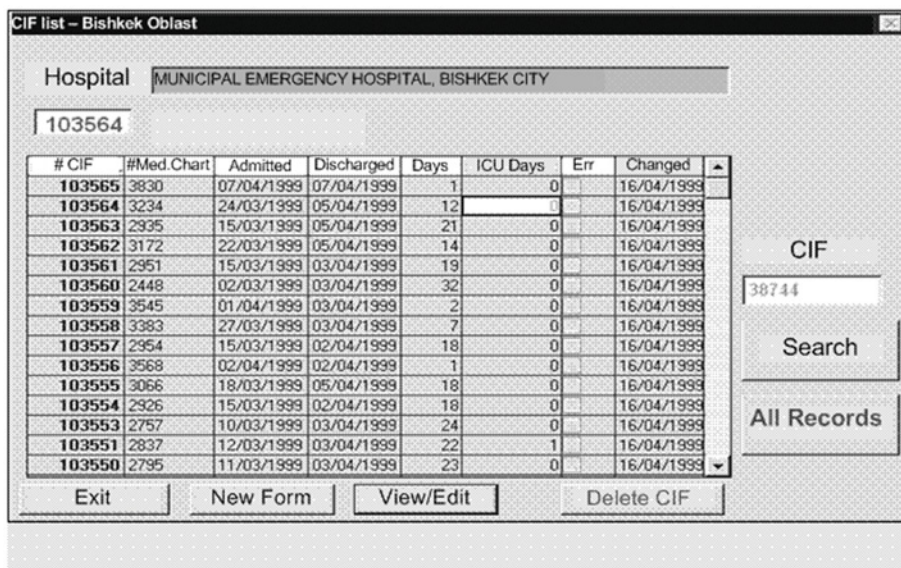 CIF list – Bishkek Oblast
Hospital MUNICIPAL EMERGENCY HOSPITAL, BISHKEK CITY
103564
# CIF #Med.Chart Admitted Discharged Days ICU Days Err Changed
103565 3830 07/04/1999 07/04/1999 1 0 16/04/1999
103564 3234 24/03/1999 05/04/1999 12 0 16/04/1999
103563 2935 15/03/1999 05/04/1999 21 0 16/04/1999
103562 3172 22/03/1999 05/04/1999 14 0 16/04/1999
103561 2951 15/03/1999 03/04/1999 19 0 16/04/1999
103560 2448 02/03/1999 03/04/1999 32 0 16/04/1999
103559 3545 01/04/1999 03/04/1999 2 0 16/04/1999
103558 3383 27/03/1999 03/04/1999 7 0 16/04/1999
103557 2954 15/03/1999 02/04/1999 18 0 16/04/1999
103556 3568 02/04/1999 02/04/1999 1 0 16/04/1999
103555 3066 18/03/1999 05/04/1999 18 0 16/04/1999
103554 2926 15/03/1999 02/04/1999 18 0 16/04/1999
103553 2757 10/03/1999 03/04/1999 24 0 16/04/1999
103551 2837 12/03/1999 03/04/1999 22 1 16/04/1999
103550 2795 11/03/1999 03/04/1999 23 0 16/04/1999
CIF
38744
Search
All Records
Exit New Form View/Edit Delete CIF